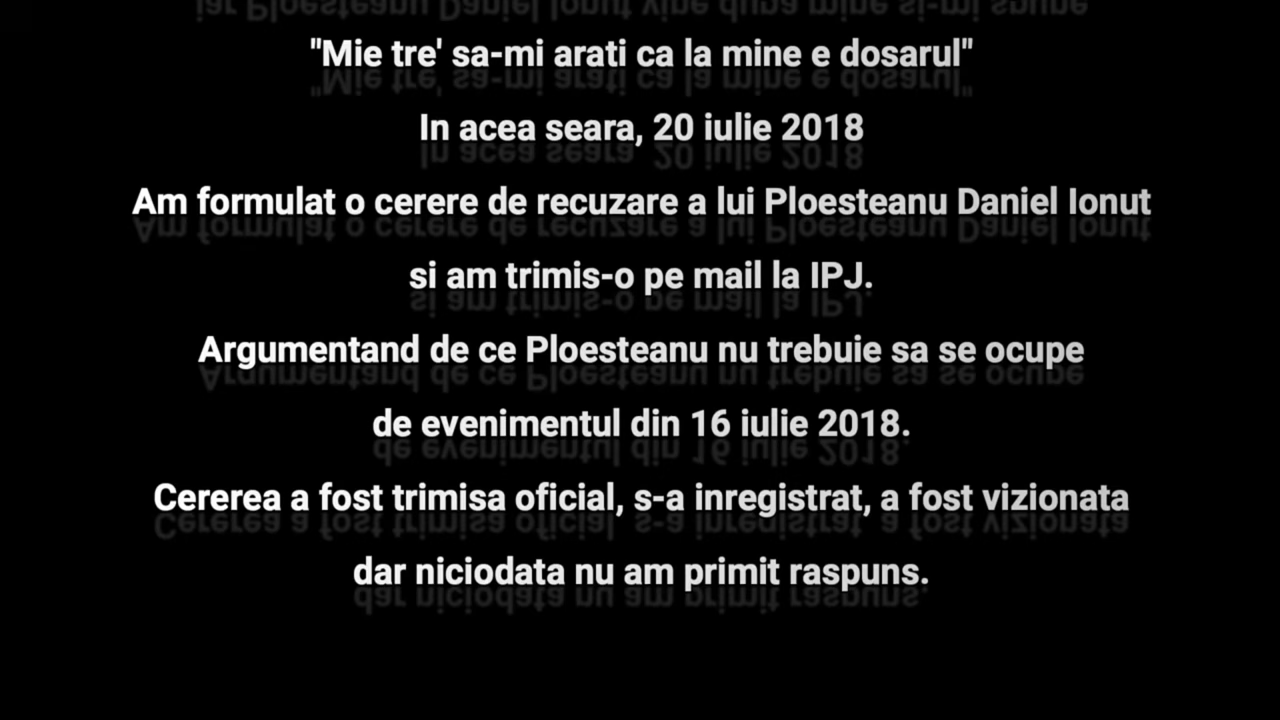 "Mie tre' sa-mi arati ca la mine e dosarul"
In acea seara, 20 iulie 2018
Am formulat o cerere de recuzare a lui Ploesteanu Daniel Ionut
si am trimis-o pe mail la IPJ.
Argumentand de ce Ploesteanu nu trebuie sa se ocupe
de evenimentul din 16 iulie 2018.
Cererea a fost trimisa oficial, s-a inregistrat, a fost vizionata
dar niciodata nu am primit raspuns.